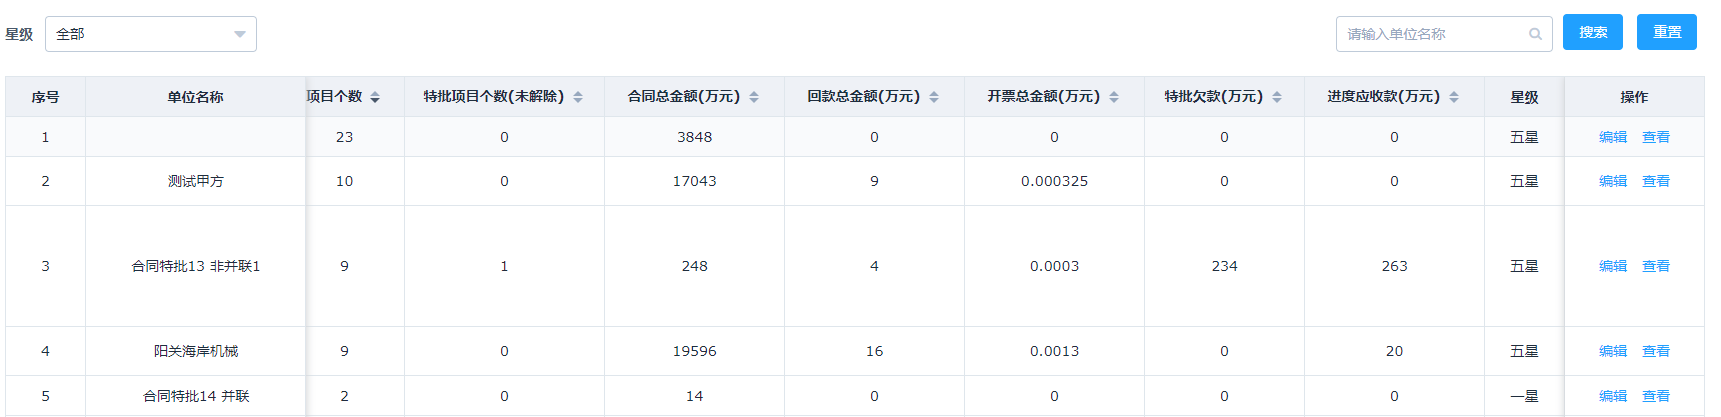 星级 全部 请输入单位名称 搜索 重置
序号 单位名称 项目个数 特批项目个数(未解除) 合同总金额(万元) 回款总金额(万元) 开票总金额(万元) 特批欠款(万元) 进度应收款(万元) 星级 操作
1 23 0 3848 0 0 0 0 五星 编辑 查看
2 测试甲方 10 0 17043 9 0.000325 0 0 五星 编辑 查看
3 合同特批13 非并联1 9 1 248 4 0.0003 234 263 五星 编辑 查看
4 阳关海岸机械 9 0 19596 16 0.0013 0 20 五星 编辑 查看
5 合同特批14 并联 2 0 14 0 0 0 0 一星 编辑 查看